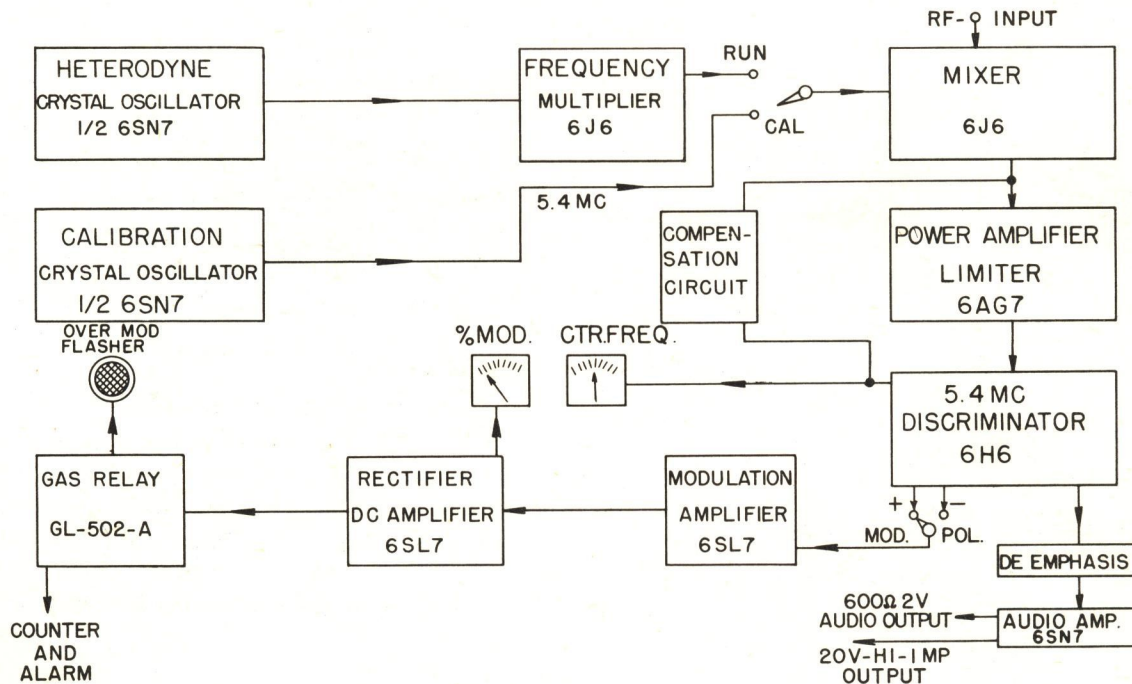 RF- INPUT
HETERODYNE
CRYSTAL OSCILLATOR
1/2 6SN7
FREQUENCY
MULTIPLIER
6J6
RUN
CAL
MIXER
6J6
5.4 MC
CALIBRATION
CRYSTAL OSCILLATOR
1/2 6SN7
COMPEN-
SATION
CIRCUIT
POWER AMPLIFIER
LIMITER
6AG7
OVER MOD
FLASHER
%MOD.
CTR.FREQ.
5.4 MC
DISCRIMINATOR
6H6
GAS RELAY
GL-502-A
RECTIFIER
DC AMPLIFIER
6SL7
MODULATION
AMPLIFIER
6SL7
+ -
MOD. POL.
DE EMPHASIS
AUDIO AMP.
6SN7
600Ω 2V
AUDIO OUTPUT
20V-HI-IMP
OUTPUT
COUNTER
AND
ALARM